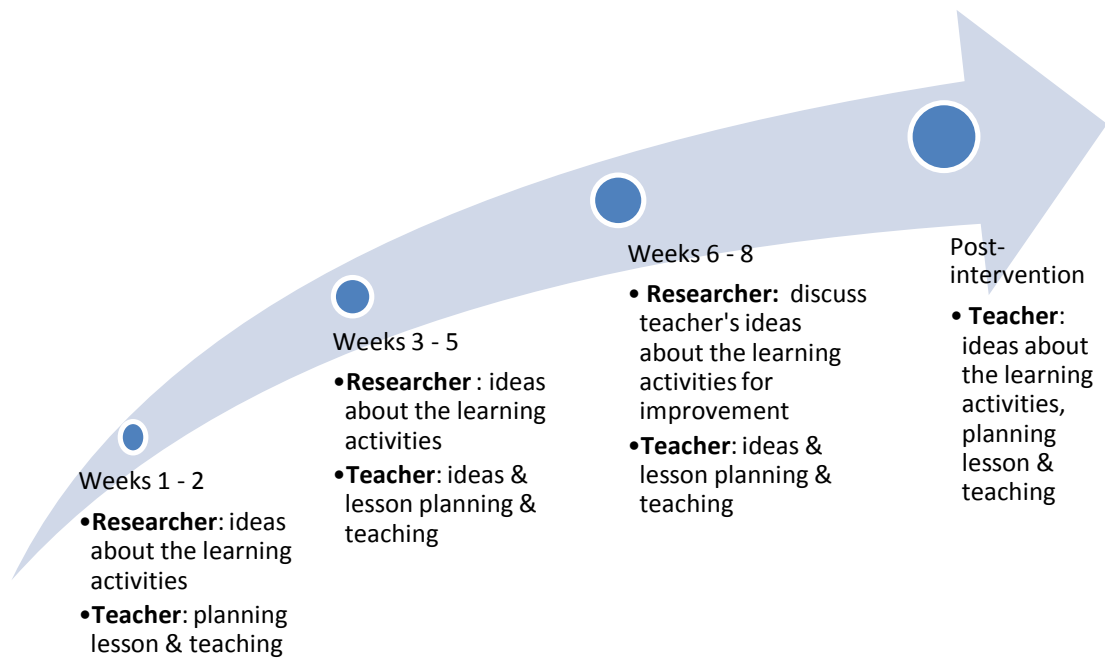 Weeks 1 - 2
•Researcher: ideas
about the learning
activities
•Teacher: planning
lesson & teaching
Weeks 3 - 5
•Researcher : ideas
about the learning
activities
•Teacher: ideas &
lesson planning &
teaching
Weeks 6 - 8
• Researcher: discuss
teacher's ideas
about the learning
activities for
improvement
•Teacher: ideas &
lesson planning &
teaching
Post-
intervention
• Teacher:
ideas about
the learning
activities,
planning
lesson &
teaching